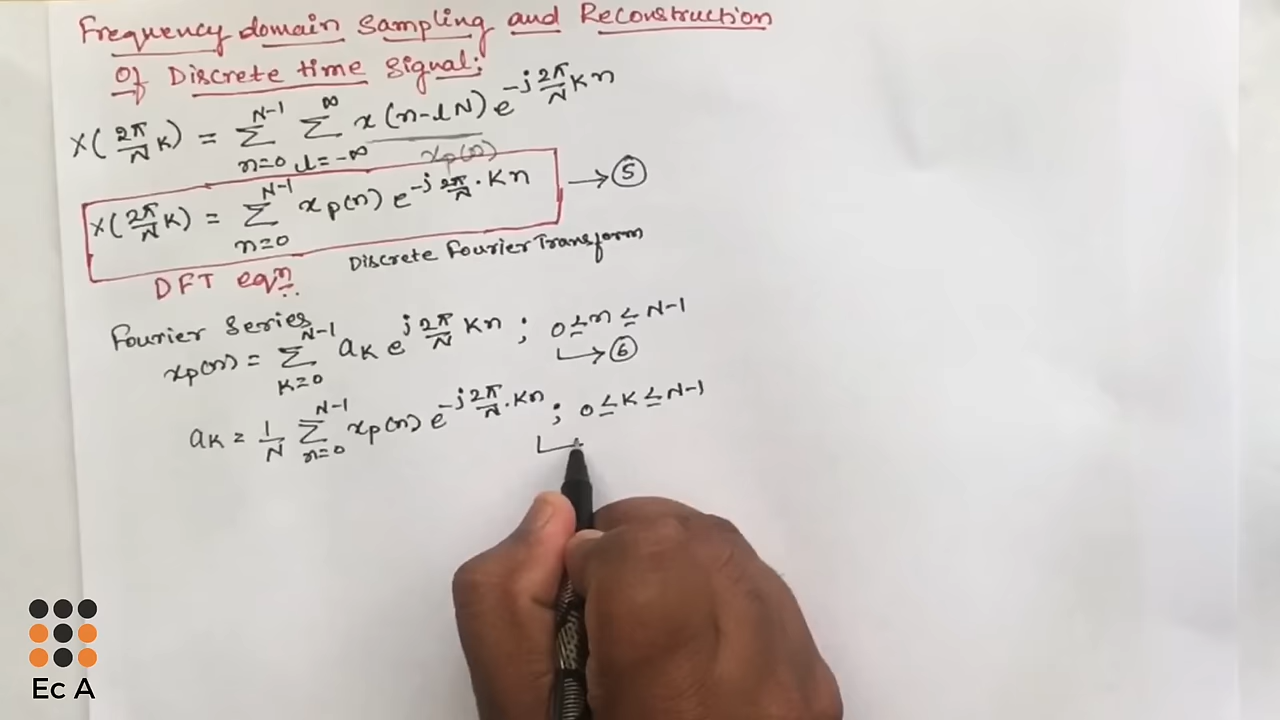 Frequency domain Sampling and Reconstruction
Of Discrete time signal:
X(2π/N k) = Σ_{n=0}^{N-1} Σ_{l=-∞}^{∞} x(n-lN) e^{-j 2π/N Kn}
xp(n)
X(2π/N K) = Σ_{n=0}^{N-1} xp(n) e^{-j 2π/N . Kn} → 5
DFT eqn Discrete Fourier Transform
Fourier Series
xp(n) = Σ_{K=0}^{N-1} aK e^{j 2π/N Kn} ; 0≤n≤N-1
→ 6
aK = 1/N Σ_{n=0}^{N-1} xp(n) e^{-j 2π/N . Kn} ; 0≤K≤N-1
Ec A